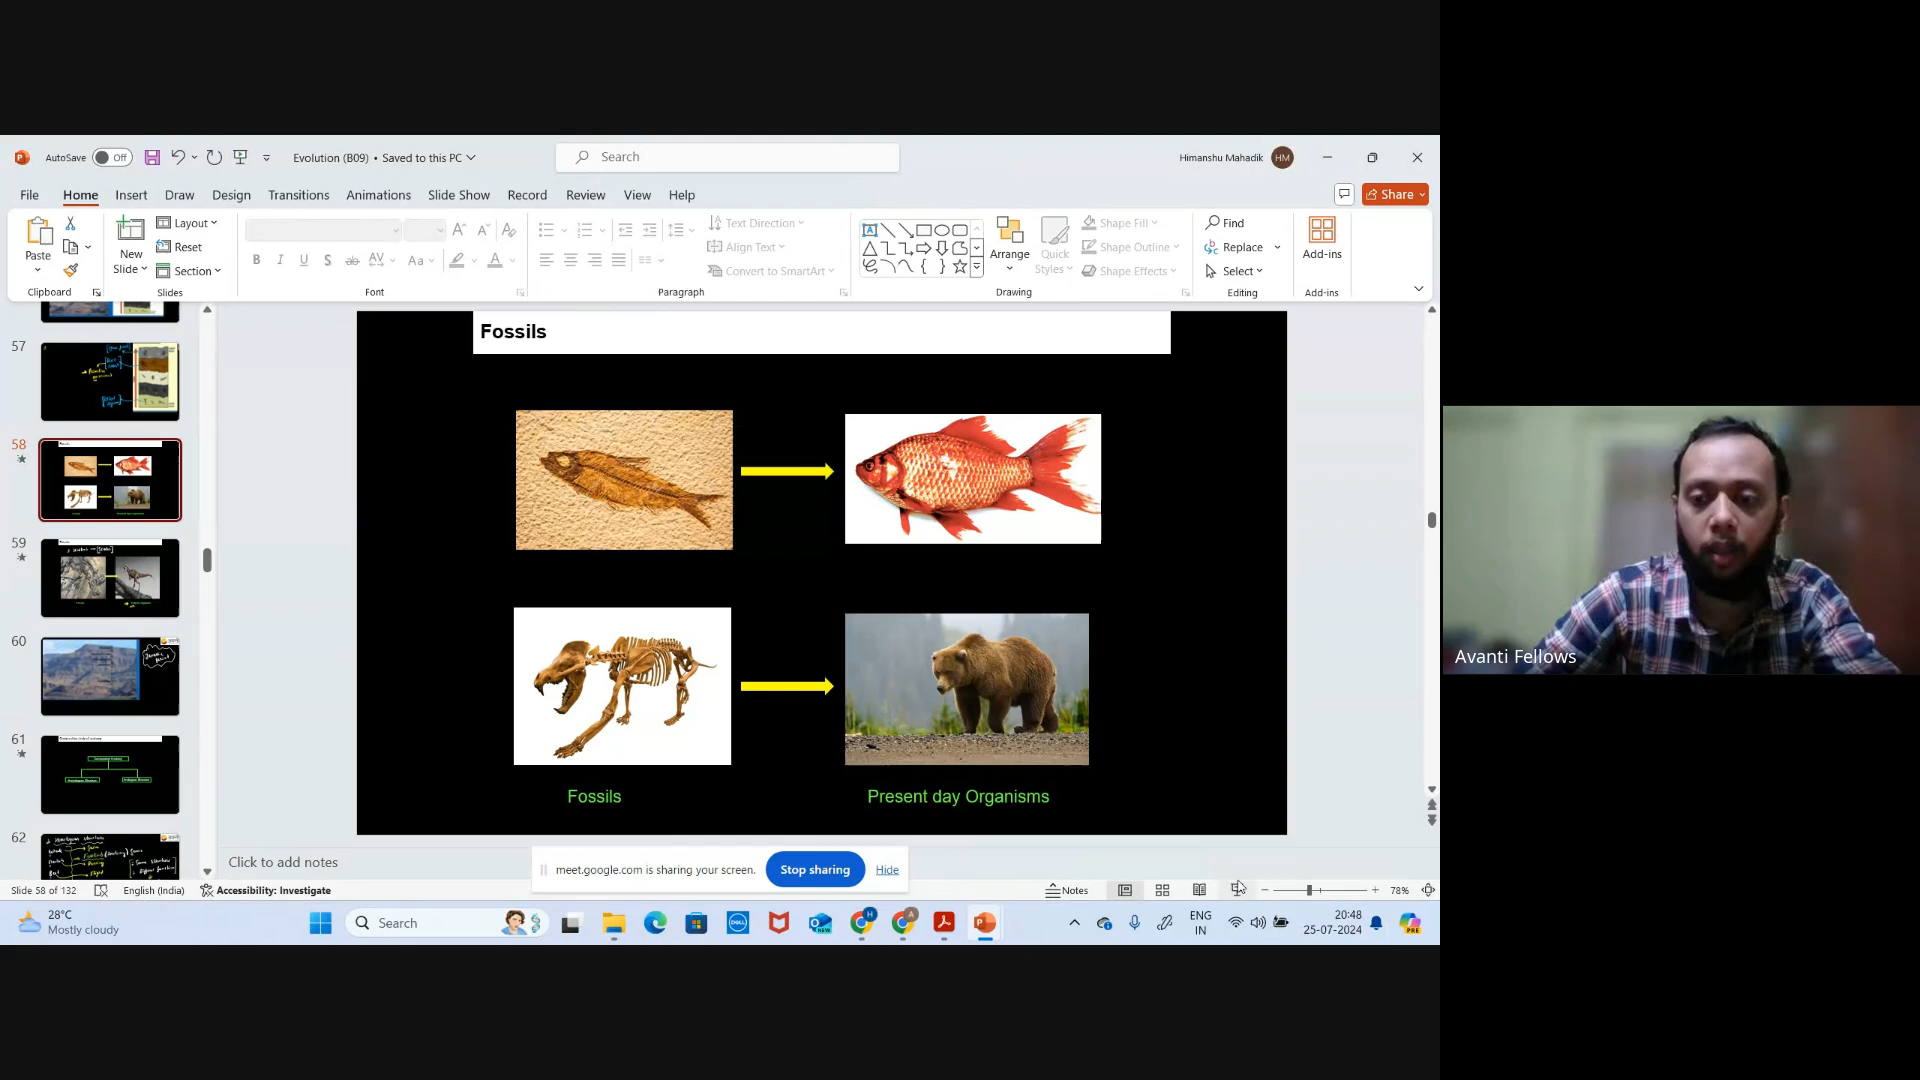 AutoSave Off Evolution (B09) • Saved to this PC Search Himanshu Mahadik HM
File Home Insert Draw Design Transitions Animations Slide Show Record Review View Help Share
Paste
Clipboard
New
Slide
Layout
Reset
Section
Slides
B I U S ab AV Aa A
Font
Text Direction
Align Text
Convert to SmartArt
Paragraph
Arrange
Quick
Styles
Shape Fill
Shape Outline
Shape Effects
Drawing
Find
Replace
Select
Editing
Add-ins
Add-ins
57
58
59
60
61
62
Fossils
Fossils
Present day Organisms
Click to add notes
meet.google.com is sharing your screen. Stop sharing Hide
Slide 58 of 132 English (India) Accessibility: Investigate Notes 78%
28°C
Mostly cloudy
Search
ENG
IN
20:48
25-07-2024
Avanti Fellows